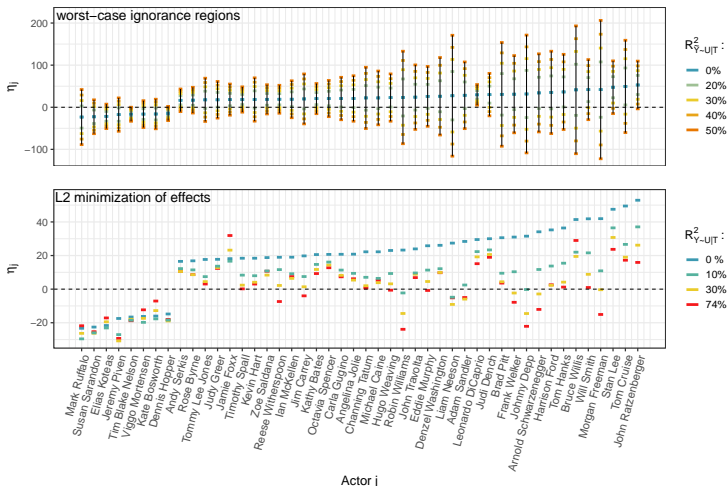 worst-case ignorance regions
200
100
0
−100
η_j
R²_Ỹ~U|T :
0%
20%
30%
40%
50%
L2 minimization of effects
40
20
0
−20
η_j
R²_Ỹ~U|T :
0 %
10%
30%
74%
Mark Ruffalo
Susan Sarandon
Elias Koteas
Jeremy Piven
Tim Blake Nelson
Viggo Mortensen
Kate Bosworth
Dennis Hopper
Andy Serkis
Rose Byrne
Tommy Lee Jones
Judy Greer
Jamie Foxx
Timothy Spall
Kevin Hart
Zoe Saldana
Reese Witherspoon
Ian McKellen
Jim Carrey
Kathy Bates
Octavia Spencer
Carla Gugino
Angelina Jolie
Channing Tatum
Michael Caine
Hugo Weaving
Robin Williams
John Travolta
Eddie Murphy
Denzel Washington
Liam Neeson
Adam Sandler
Leonardo DiCaprio
Judi Dench
Brad Pitt
Frank Welker
Johnny Depp
Arnold Schwarzenegger
Harrison Ford
Tom Hanks
Bruce Willis
Will Smith
Morgan Freeman
Stan Lee
Tom Cruise
John Ratzenberger
Actor j